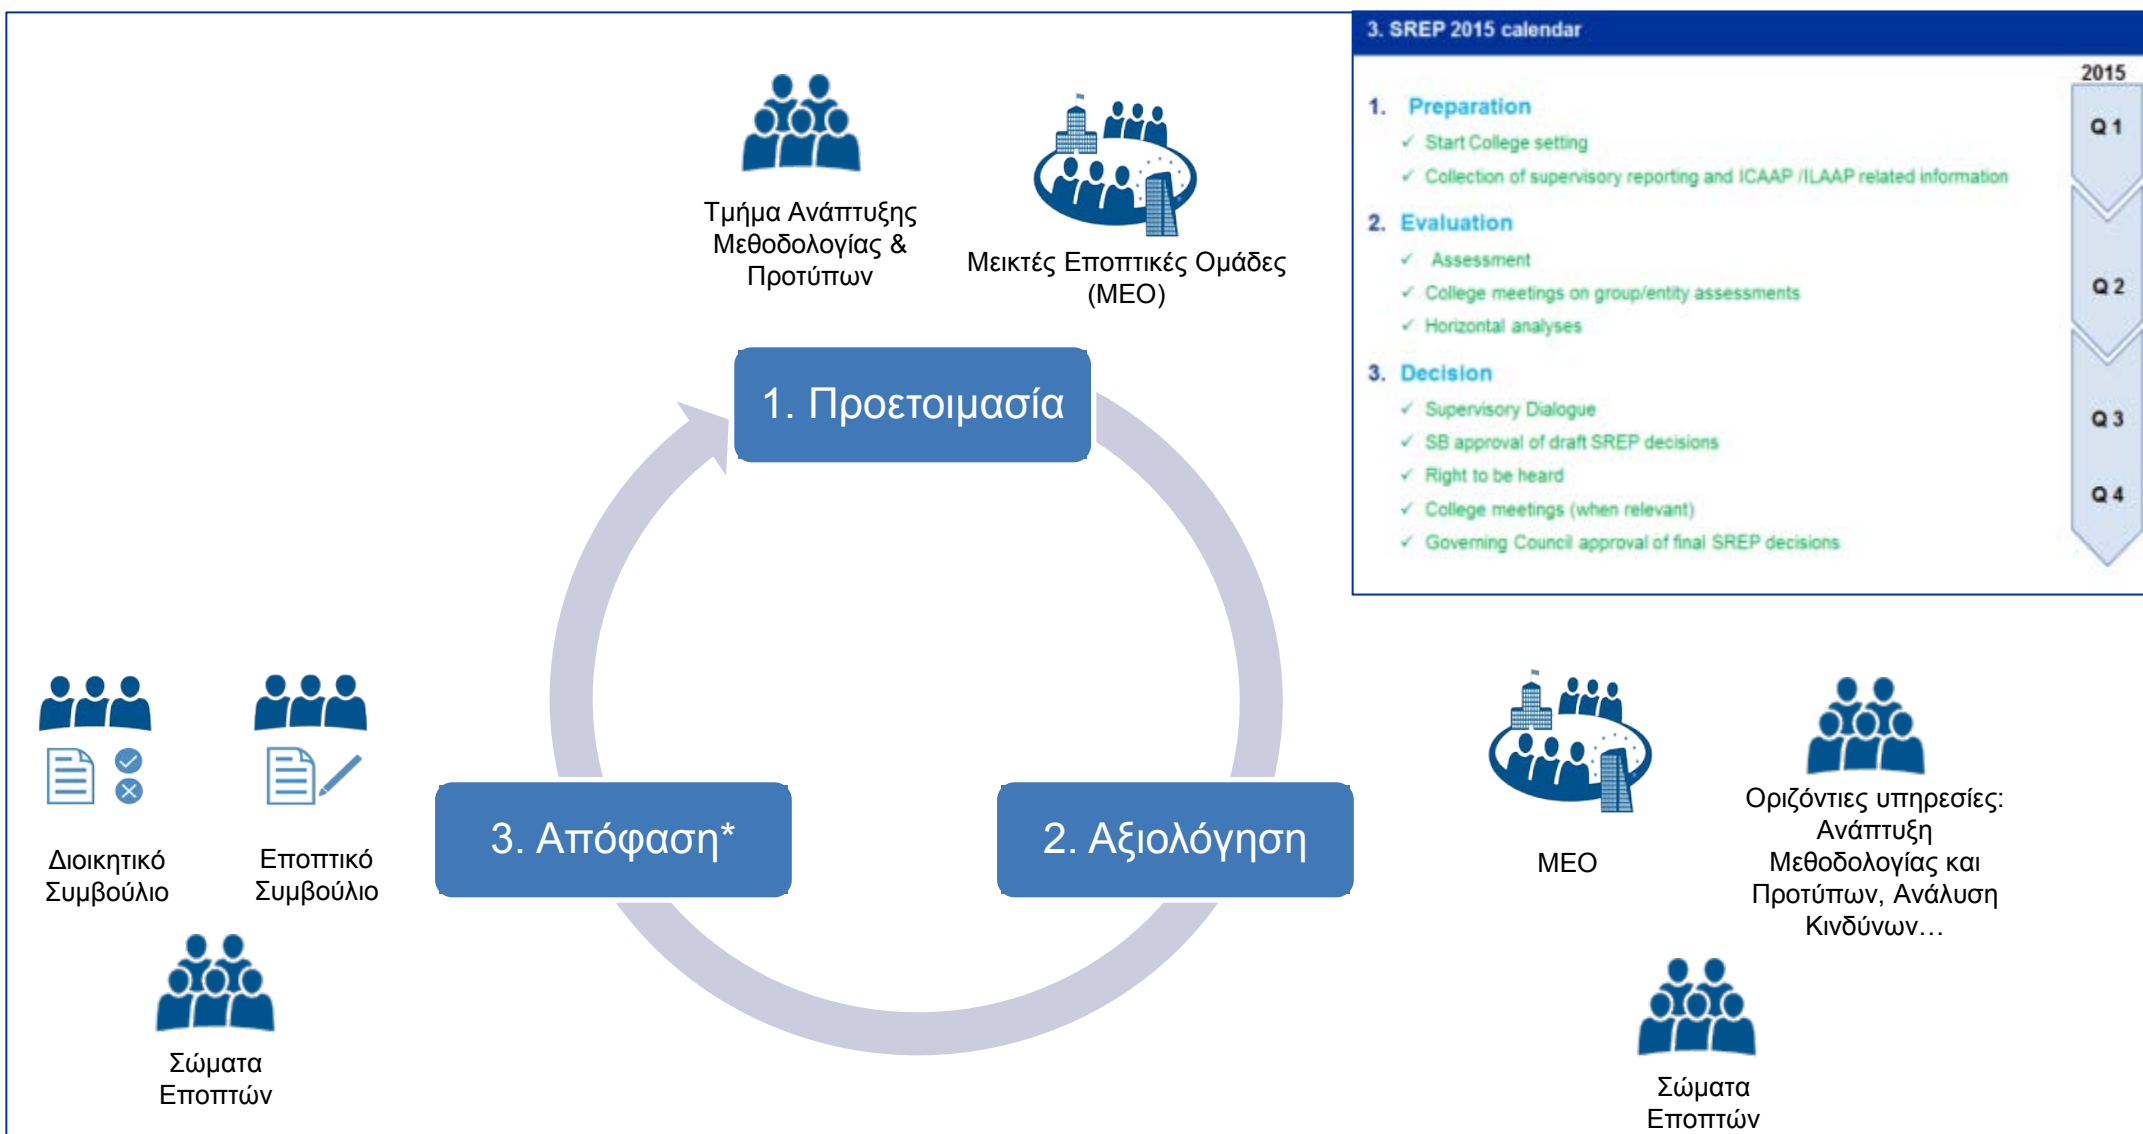 3. SREP 2015 calendar
2015
1. Preparation
✓ Start College setting
✓ Collection of supervisory reporting and ICAAP /ILAAP related information
Q 1
2. Evaluation
✓ Assessment
✓ College meetings on group/entity assessments
✓ Horizontal analyses
Q 2
3. Decision
✓ Supervisory Dialogue
✓ SB approval of draft SREP decisions
✓ Right to be heard
✓ College meetings (when relevant)
✓ Governing Council approval of final SREP decisions
Q 3
Q 4
Τμήμα Ανάπτυξης
Μεθοδολογίας &
Προτύπων
Μεικτές Εποπτικές Ομάδες
(ΜΕΟ)
1. Προετοιμασία
2. Αξιολόγηση
ΜΕΟ
Οριζόντιες υπηρεσίες:
Ανάπτυξη
Μεθοδολογίας και
Προτύπων, Ανάλυση
Κινδύνων…
Σώματα
Εποπτών
3. Απόφαση*
Διοικητικό
Συμβούλιο
Εποπτικό
Συμβούλιο
Σώματα
Εποπτών